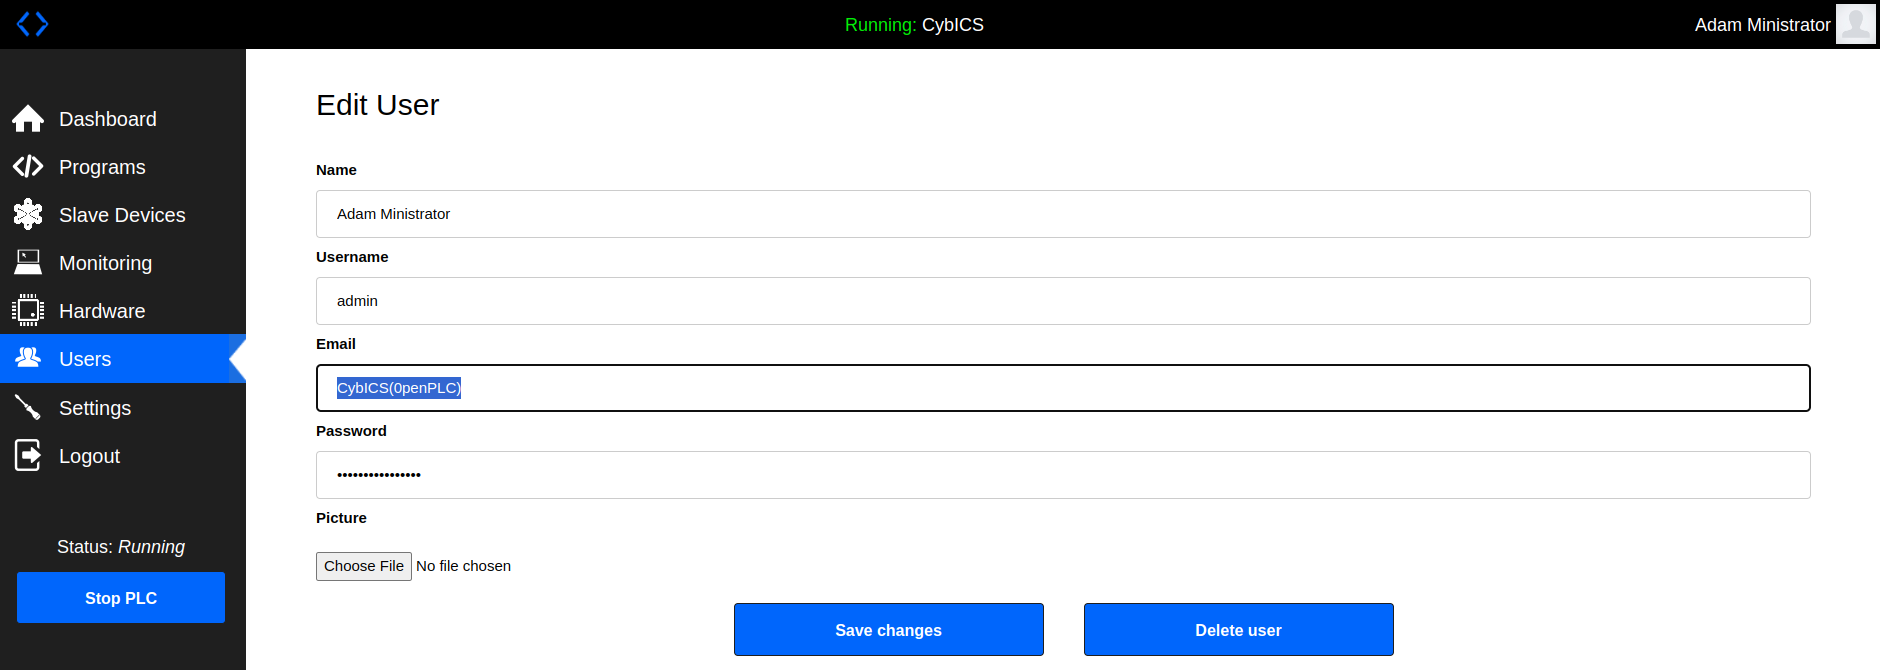 Running: CybICS
Adam Ministrator
Dashboard
Programs
Slave Devices
Monitoring
Hardware
Users
Settings
Logout
Status: Running
Stop PLC
Edit User
Name
Adam Ministrator
Username
admin
Email
CybICS(0penPLC)
Password
••••••••••••••••
Picture
Choose File No file chosen
Save changes
Delete user